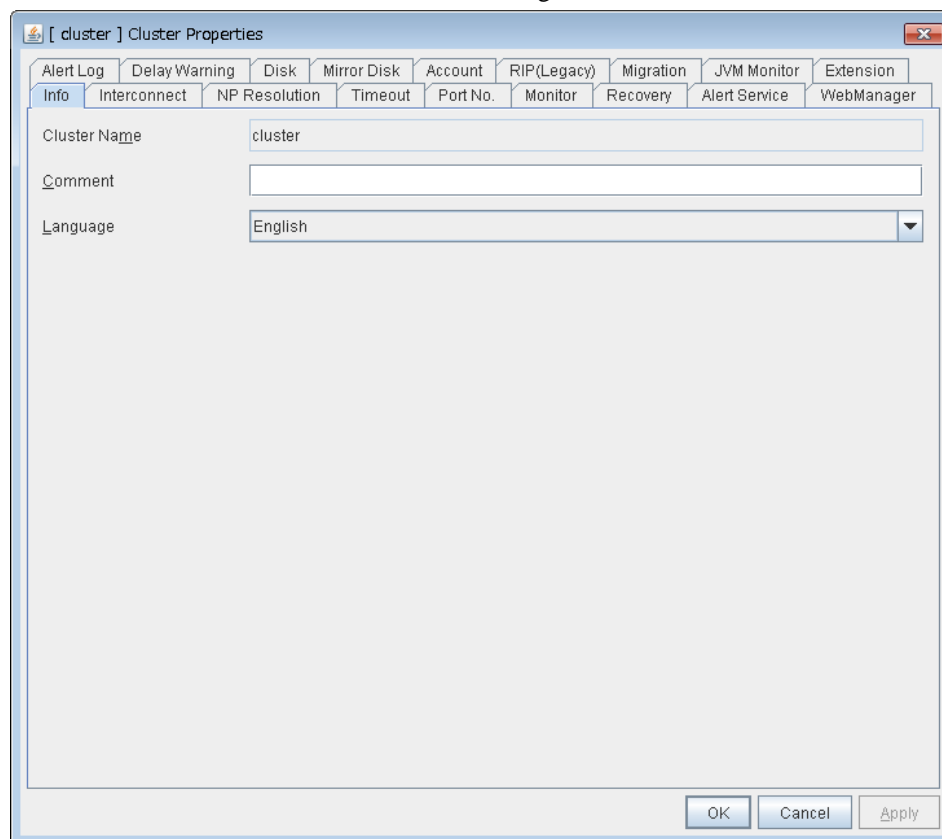 [ cluster ] Cluster Properties
Alert Log Delay Warning Disk Mirror Disk Account RIP(Legacy) Migration JVM Monitor Extension
Info Interconnect NP Resolution Timeout Port No. Monitor Recovery Alert Service WebManager
Cluster Name cluster
Comment
Language English
OK Cancel Apply